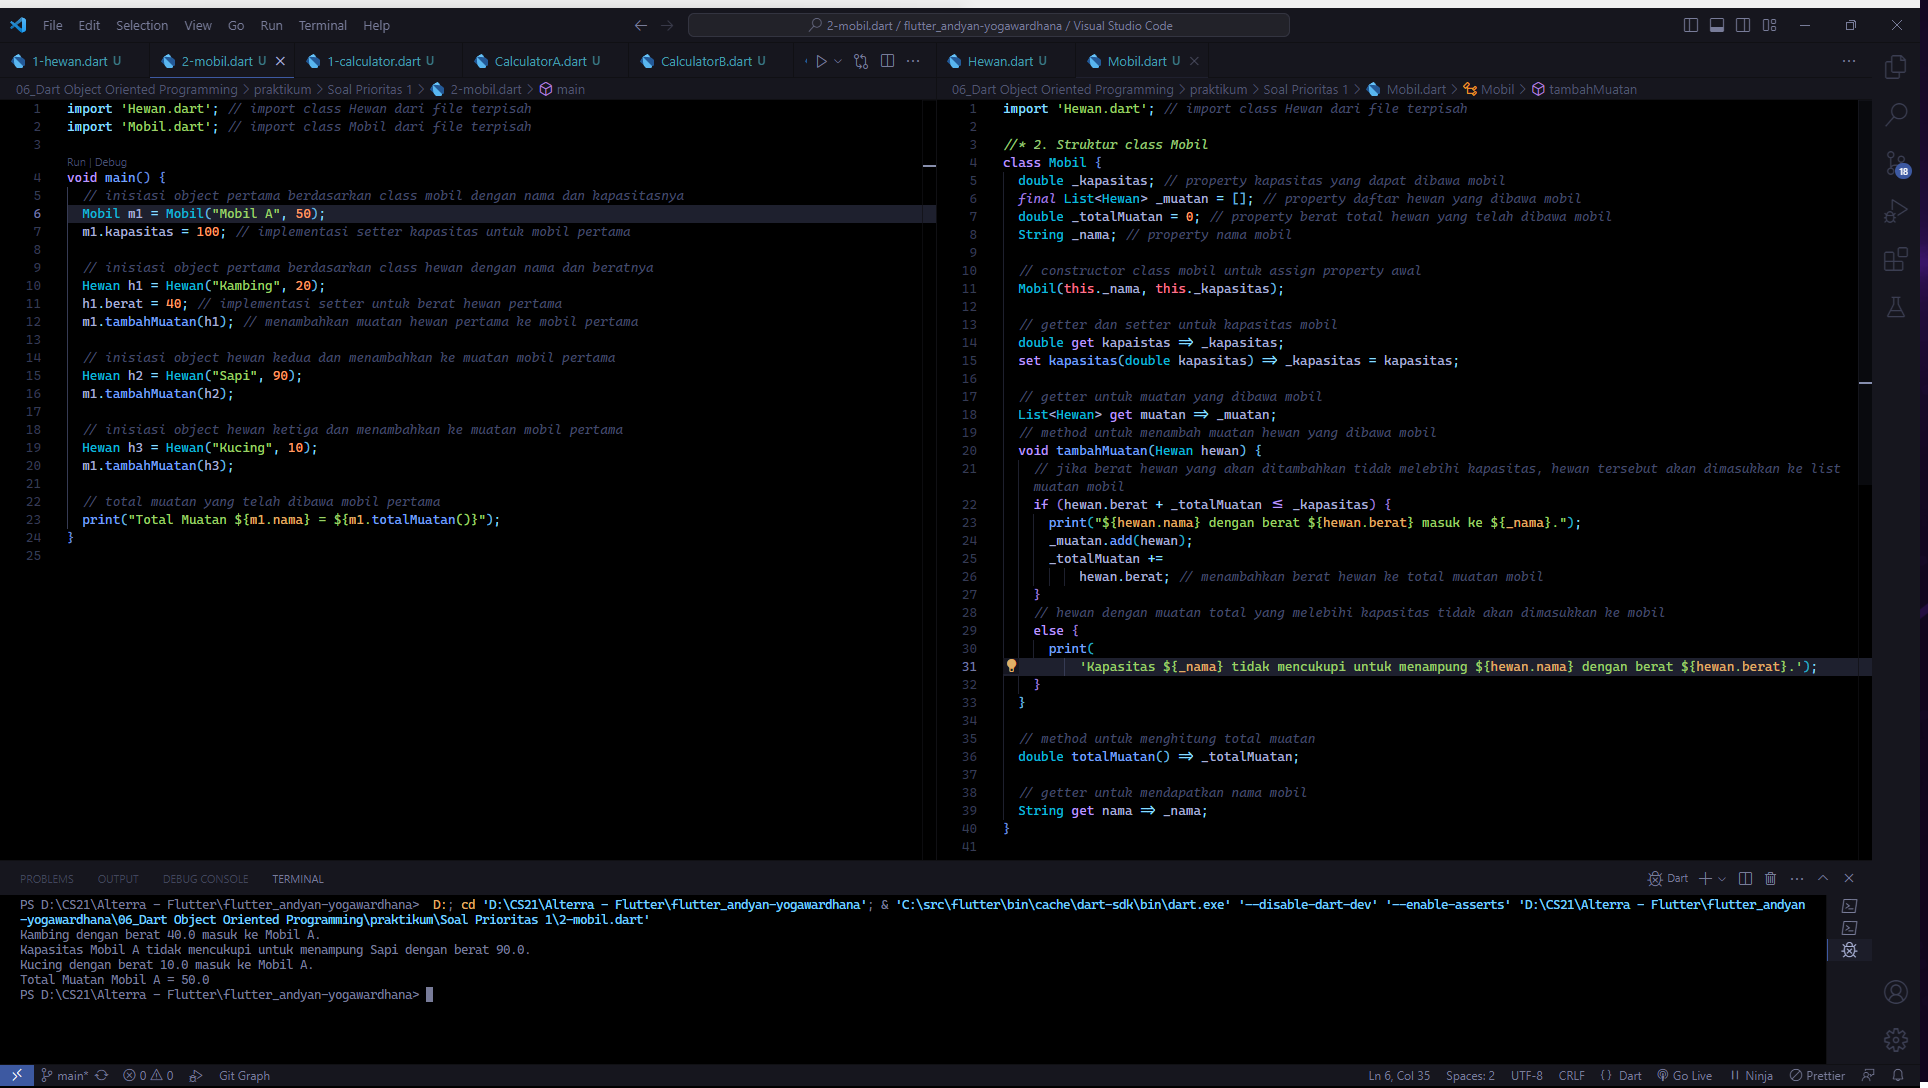 File Edit Selection View Go Run Terminal Help
2-mobil.dart / flutter_andyan-yogawardhana / Visual Studio Code
1-hewan.dart U 2-mobil.dart U 1-calculator.dart U CalculatorA.dart U CalculatorB.dart U
06_Dart Object Oriented Programming > praktikum > Soal Prioritas 1 > 2-mobil.dart > main
1 import 'Hewan.dart'; // import class Hewan dari file terpisah
2 import 'Mobil.dart'; // import class Mobil dari file terpisah
3
Run | Debug
4 void main() {
5 // inisiasi object pertama berdasarkan class mobil dengan nama dan kapasitasnya
6 Mobil m1 = Mobil("Mobil A", 50);
7 m1.kapasitas = 100; // implementasi setter kapasitas untuk mobil pertama
8
9 // inisiasi object pertama berdasarkan class hewan dengan nama dan beratnya
10 Hewan h1 = Hewan("Kambing", 20);
11 h1.berat = 40; // implementasi setter untuk berat hewan pertama
12 m1.tambahMuatan(h1); // menambahkan muatan hewan pertama ke mobil pertama
13
14 // inisiasi object hewan kedua dan menambahkan ke muatan mobil pertama
15 Hewan h2 = Hewan("Sapi", 90);
16 m1.tambahMuatan(h2);
17
18 // inisiasi object hewan ketiga dan menambahkan ke muatan mobil pertama
19 Hewan h3 = Hewan("Kucing", 10);
20 m1.tambahMuatan(h3);
21
22 // total muatan yang telah dibawa mobil pertama
23 print("Total Muatan ${m1.nama} = ${m1.totalMuatan()}");
24 }
25
Hewan.dart U Mobil.dart U
06_Dart Object Oriented Programming > praktikum > Soal Prioritas 1 > Mobil.dart > Mobil > tambahMuatan
1 import 'Hewan.dart'; // import class Hewan dari file terpisah
2
3 //* 2. Struktur class Mobil
4 class Mobil {
5 double _kapasitas; // property kapasitas yang dapat dibawa mobil
6 final List<Hewan> _muatan = []; // property daftar hewan yang dibawa mobil
7 double _totalMuatan = 0; // property berat total hewan yang telah dibawa mobil
8 String _nama; // property nama mobil
9
10 // constructor class mobil untuk assign property awal
11 Mobil(this._nama, this._kapasitas);
12
13 // getter dan setter untuk kapasitas mobil
14 double get kapaistas => _kapasitas;
15 set kapasitas(double kapasitas) => _kapasitas = kapasitas;
16
17 // getter untuk muatan yang dibawa mobil
18 List<Hewan> get muatan => _muatan;
19 // method untuk menambah muatan hewan yang dibawa mobil
20 void tambahMuatan(Hewan hewan) {
21 // jika berat hewan yang akan ditambahkan tidak melebihi kapasitas, hewan tersebut akan dimasukkan ke list
muatan mobil
22 if (hewan.berat + _totalMuatan <= _kapasitas) {
23 print("${hewan.nama} dengan berat ${hewan.berat} masuk ke ${_nama}.");
24 _muatan.add(hewan);
25 _totalMuatan +=
26 hewan.berat; // menambahkan berat hewan ke total muatan mobil
27 }
28 // hewan dengan muatan total yang melebihi kapasitas tidak akan dimasukkan ke mobil
29 else {
30 print(
31 'Kapasitas ${_nama} tidak mencukupi untuk menampung ${hewan.nama} dengan berat ${hewan.berat}.');
32 }
33 }
34
35 // method untuk menghitung total muatan
36 double totalMuatan() => _totalMuatan;
37
38 // getter untuk mendapatkan nama mobil
39 String get nama => _nama;
40 }
41
18
PROBLEMS OUTPUT DEBUG CONSOLE TERMINAL
Dart
PS D:\CS21\Alterra - Flutter\flutter_andyan-yogawardhana> D:; cd 'D:\CS21\Alterra - Flutter\flutter_andyan-yogawardhana'; & 'C:\src\flutter\bin\cache\dart-sdk\bin\dart.exe' '--disable-dart-dev' '--enable-asserts' 'D:\CS21\Alterra - Flutter\flutter_andyan
-yogawardhana\06_Dart Object Oriented Programming\praktikum\Soal Prioritas 1\2-mobil.dart'
Kambing dengan berat 40.0 masuk ke Mobil A.
Kapasitas Mobil A tidak mencukupi untuk menampung Sapi dengan berat 90.0.
Kucing dengan berat 10.0 masuk ke Mobil A.
Total Muatan Mobil A = 50.0
PS D:\CS21\Alterra - Flutter\flutter_andyan-yogawardhana>
main* 0 0 Git Graph
Ln 6, Col 35 Spaces: 2 UTF-8 CRLF { } Dart Go Live Ninja Prettier